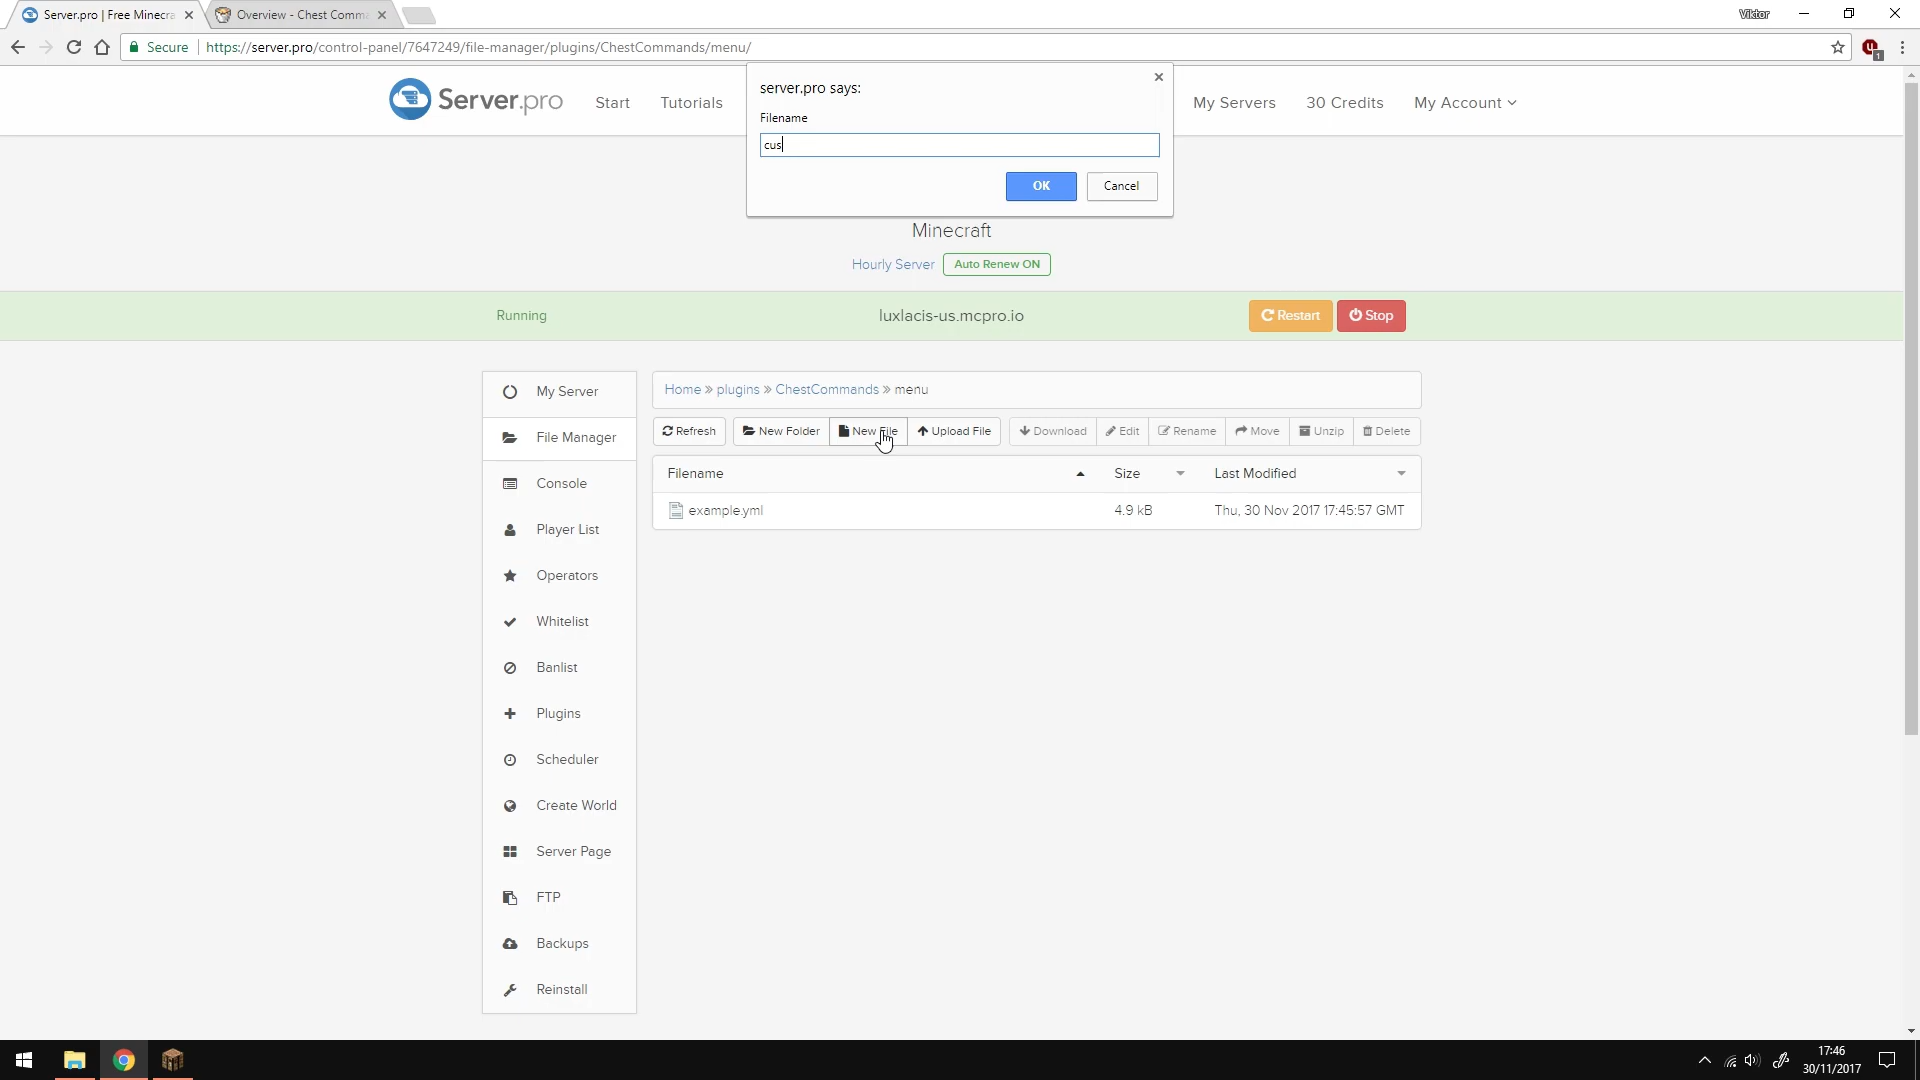 Server.pro | Free Minecra
Overview - Chest Comma
Viktor
Secure
https://server.pro/control-panel/7647249/file-manager/plugins/ChestCommands/menu/
1
server.pro says:
Filename
cus
OK
Cancel
Server.pro
Start
Tutorials
My Servers
30 Credits
My Account
Minecraft
Hourly Server
Auto Renew ON
Running
luxlacis-us.mcpro.io
Restart
Stop
My Server
File Manager
Console
Player List
Operators
Whitelist
Banlist
Plugins
Scheduler
Create World
Server Page
FTP
Backups
Reinstall
Home » plugins » ChestCommands » menu
Refresh
New Folder
New File
Upload File
Download
Edit
Rename
Move
Unzip
Delete
Filename
Size
Last Modified
example.yml
4.9 kB
Thu, 30 Nov 2017 17:45:57 GMT
17:46
30/11/2017